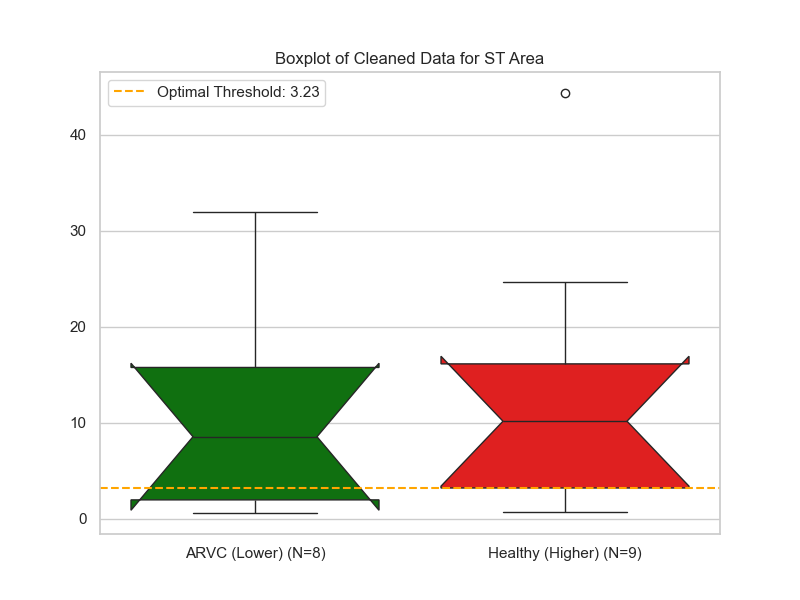 Boxplot of Cleaned Data for ST Area
Optimal Threshold: 3.23
40
30
20
10
0
ARVC (Lower) (N=8)
Healthy (Higher) (N=9)